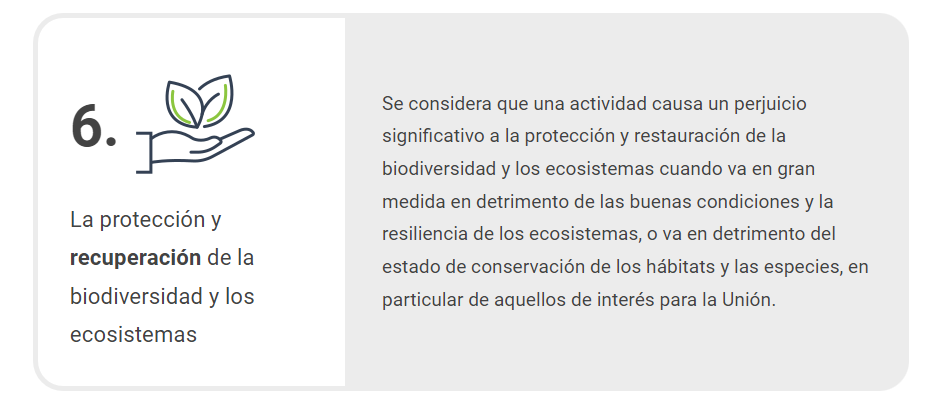 6.
La protección y
recuperación de la
biodiversidad y los
ecosistemas
Se considera que una actividad causa un perjuicio
significativo a la protección y restauración de la
biodiversidad y los ecosistemas cuando va en gran
medida en detrimento de las buenas condiciones y la
resiliencia de los ecosistemas, o va en detrimento del
estado de conservación de los hábitats y las especies, en
particular de aquellos de interés para la Unión.